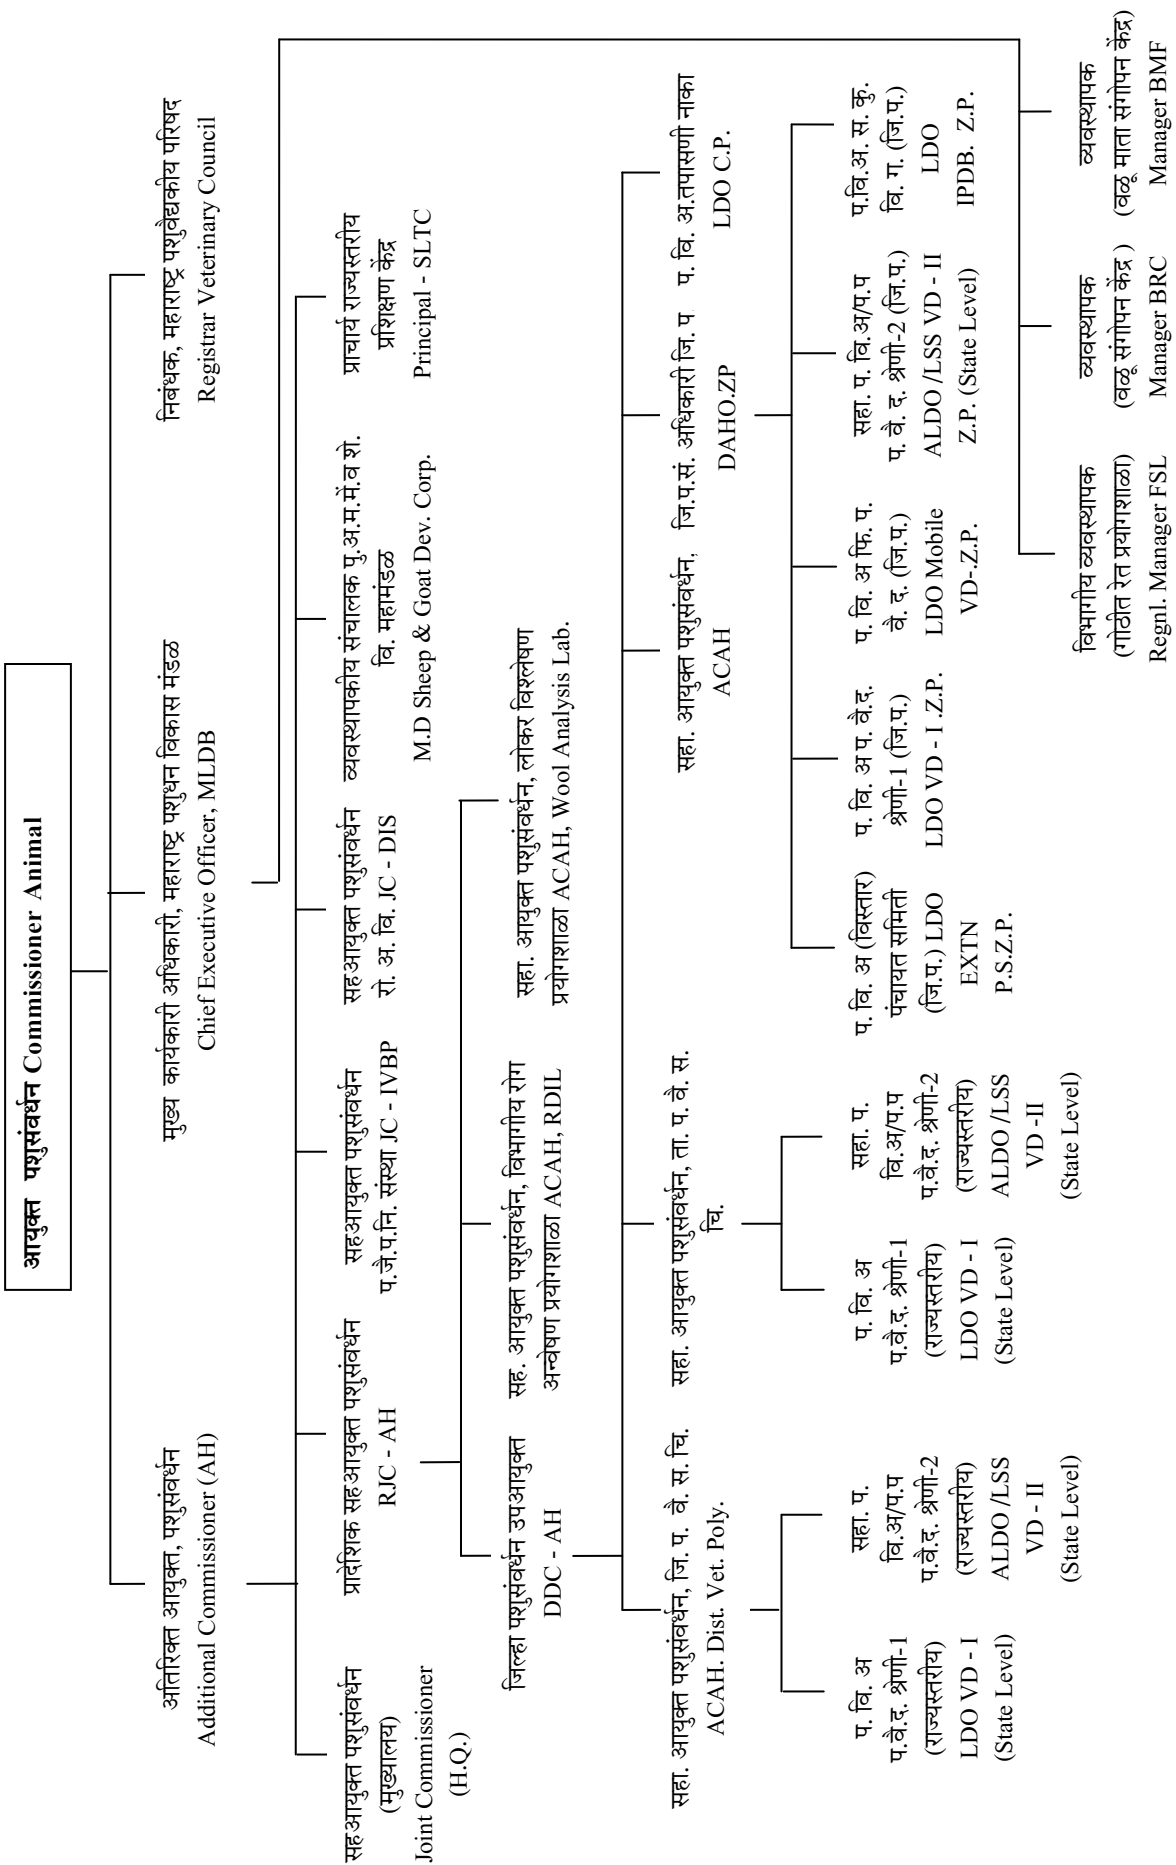 आयुक्त पशुसंवर्धन Commissioner Animal
अतिरिक्त आयुक्त, पशुसंवर्धन
Additional Commissioner (AH)
मुख्य कार्यकारी अधिकारी, महाराष्ट्र पशुधन विकास मंडळ
Chief Executive Officer, MLDB
निबंधक, महाराष्ट्र पशुवैद्यकीय परिषद
Registrar Veterinary Council
सहआयुक्त पशुसंवर्धन
(मुख्यालय)
Joint Commissioner
(H.Q.)
प्रादेशिक सहआयुक्त पशुसंवर्धन
RJC - AH
सहआयुक्त पशुसंवर्धन
प.जै.प.नि. संस्था JC - IVBP
सहआयुक्त पशुसंवर्धन
रो. अ. वि. JC - DIS
व्यवस्थापकीय संचालक पु.अ.म.में.व शे.
वि. महामंडळ
M.D Sheep & Goat Dev. Corp.
प्राचार्य राज्यस्तरीय
प्रशिक्षण केंद्र
Principal - SLTC
जिल्हा पशुसंवर्धन उपआयुक्त
DDC - AH
सह. आयुक्त पशुसंवर्धन, विभागीय रोग
अन्वेषण प्रयोगशाळा ACAH, RDIL
सहा. आयुक्त पशुसंवर्धन, लोकर विश्लेषण
प्रयोगशाळा ACAH, Wool Analysis Lab.
सहा. आयुक्त पशुसंवर्धन, जि. प. वै. स. चि.
ACAH. Dist. Vet. Poly.
सहा. आयुक्त पशुसंवर्धन, ता. प. वै. स.
चि.
सहा. आयुक्त पशुसंवर्धन,
ACAH
जि.प.सं. अधिकारी जि. प
DAHO.ZP
प. वि. अ.तपासणी नाका
LDO C.P.
प. वि. अ
प.वै.द. श्रेणी-1
(राज्यस्तरीय)
LDO VD - I
(State Level)
सहा. प.
वि.अ/प.प
प.वै.द. श्रेणी-2
(राज्यस्तरीय)
ALDO /LSS
VD - II
(State Level)
प. वि. अ
प.वै.द. श्रेणी-1
(राज्यस्तरीय)
LDO VD - I
(State Level)
सहा. प.
वि.अ/प.प
प.वै.द. श्रेणी-2
(राज्यस्तरीय)
ALDO /LSS
VD -II
(State Level)
प. वि. अ (विस्तार)
पंचायत समिती
(जि.प.) LDO
EXTN
P.S.Z.P.
प. वि. अ प. वै.द.
श्रेणी-1 (जि.प.)
LDO VD - I .Z.P.
प. वि. अ फि. प.
वे. द. (जि.प.)
LDO Mobile
VD-.Z.P.
सहा. प. वि.अ/प.प
प. वे. द. श्रेणी-2 (जि.प.)
ALDO /LSS VD - II
Z.P. (State Level)
प.वि.अ. स. कु.
वि. ग. (जि.प.)
LDO
IPDB. Z.P.
विभागीय व्यवस्थापक
(गोठीत रेत प्रयोगशाळा)
Regnl. Manager FSL
व्यवस्थापक
(वळू संगोपन केंद्र )
Manager BRC
व्यवस्थापक
(वळू माता संगोपन केंद्र)
Manager BMF